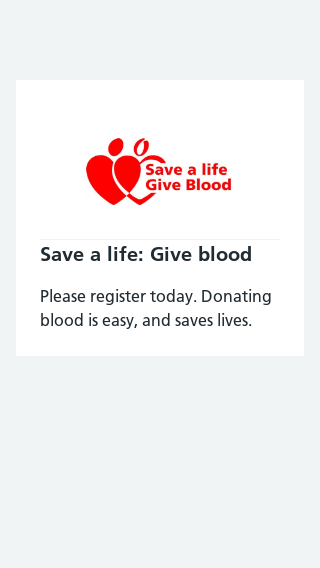 Save a life
Give Blood
Save a life: Give blood
Please register today. Donating
blood is easy, and saves lives.